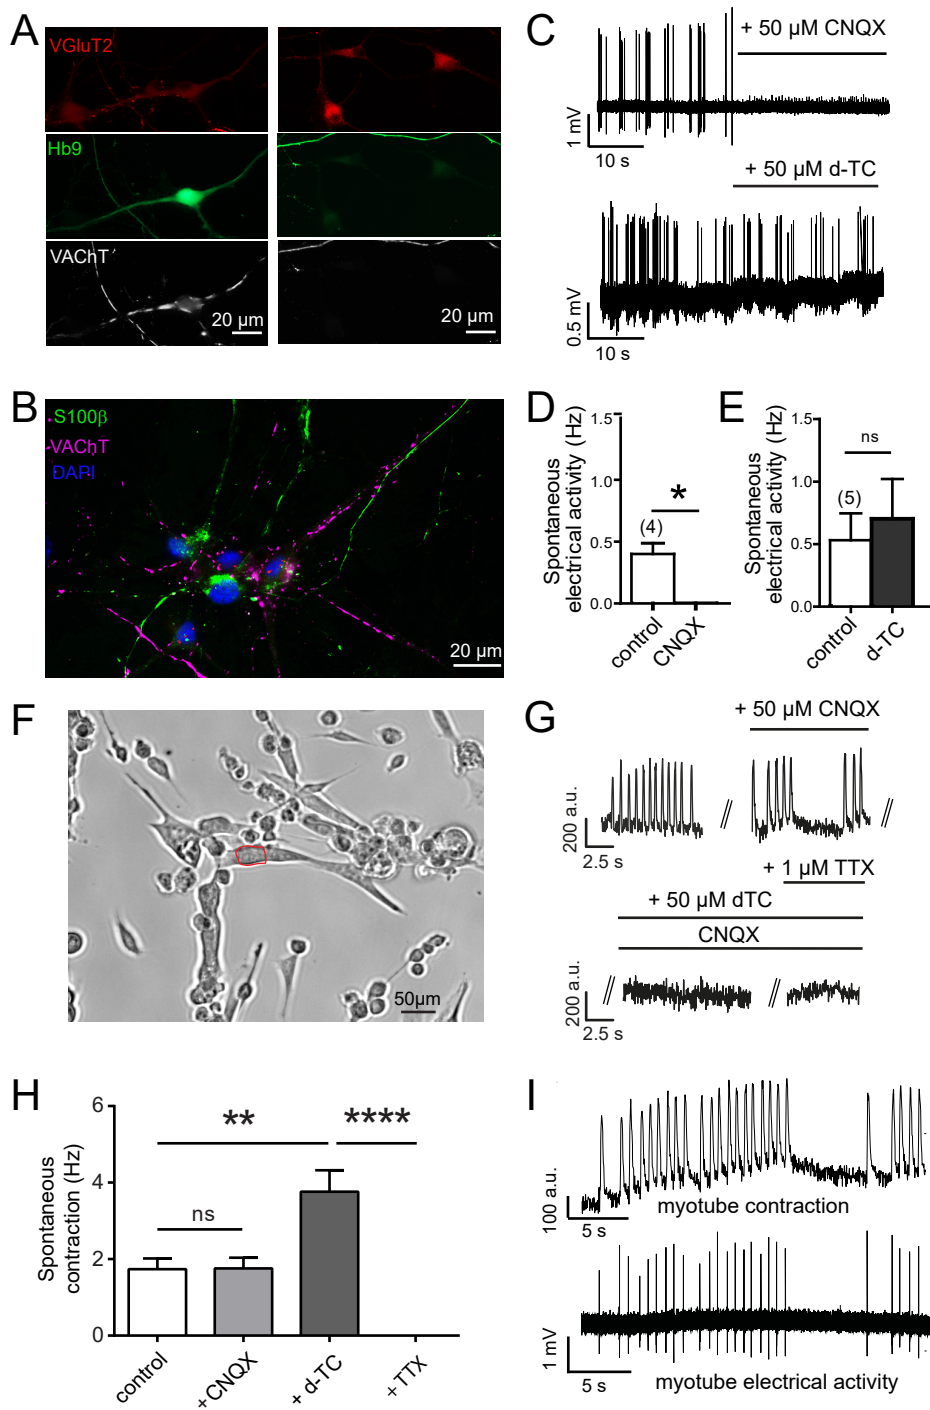 A
VGluT2
Hb9
VAChT
20 µm
20 µm
B
S100β
VAChT
DAPI
20 µm
C
+ 50 µM CNQX
1 mV
10 s
+ 50 µM d-TC
0.5 mV
10 s
D
Spontaneous
electrical activity (Hz)
1.5
1.0
0.5
0.0
(4)
*
control
CNQX
E
Spontaneous
electrical activity (Hz)
1.5
1.0
0.5
0.0
(5)
ns
control
d-TC
F
50µm
G
+ 50 µM CNQX
200 a.u.
2.5 s
+ 1 µM TTX
+ 50 µM dTC
CNQX
200 a.u.
2.5 s
H
Spontaneous
contraction (Hz)
6
4
2
0
**
****
ns
control
+CNQX
+ d-TC
+TTX
I
100 a.u.
5 s
myotube contraction
1 mV
5 s
myotube electrical activity